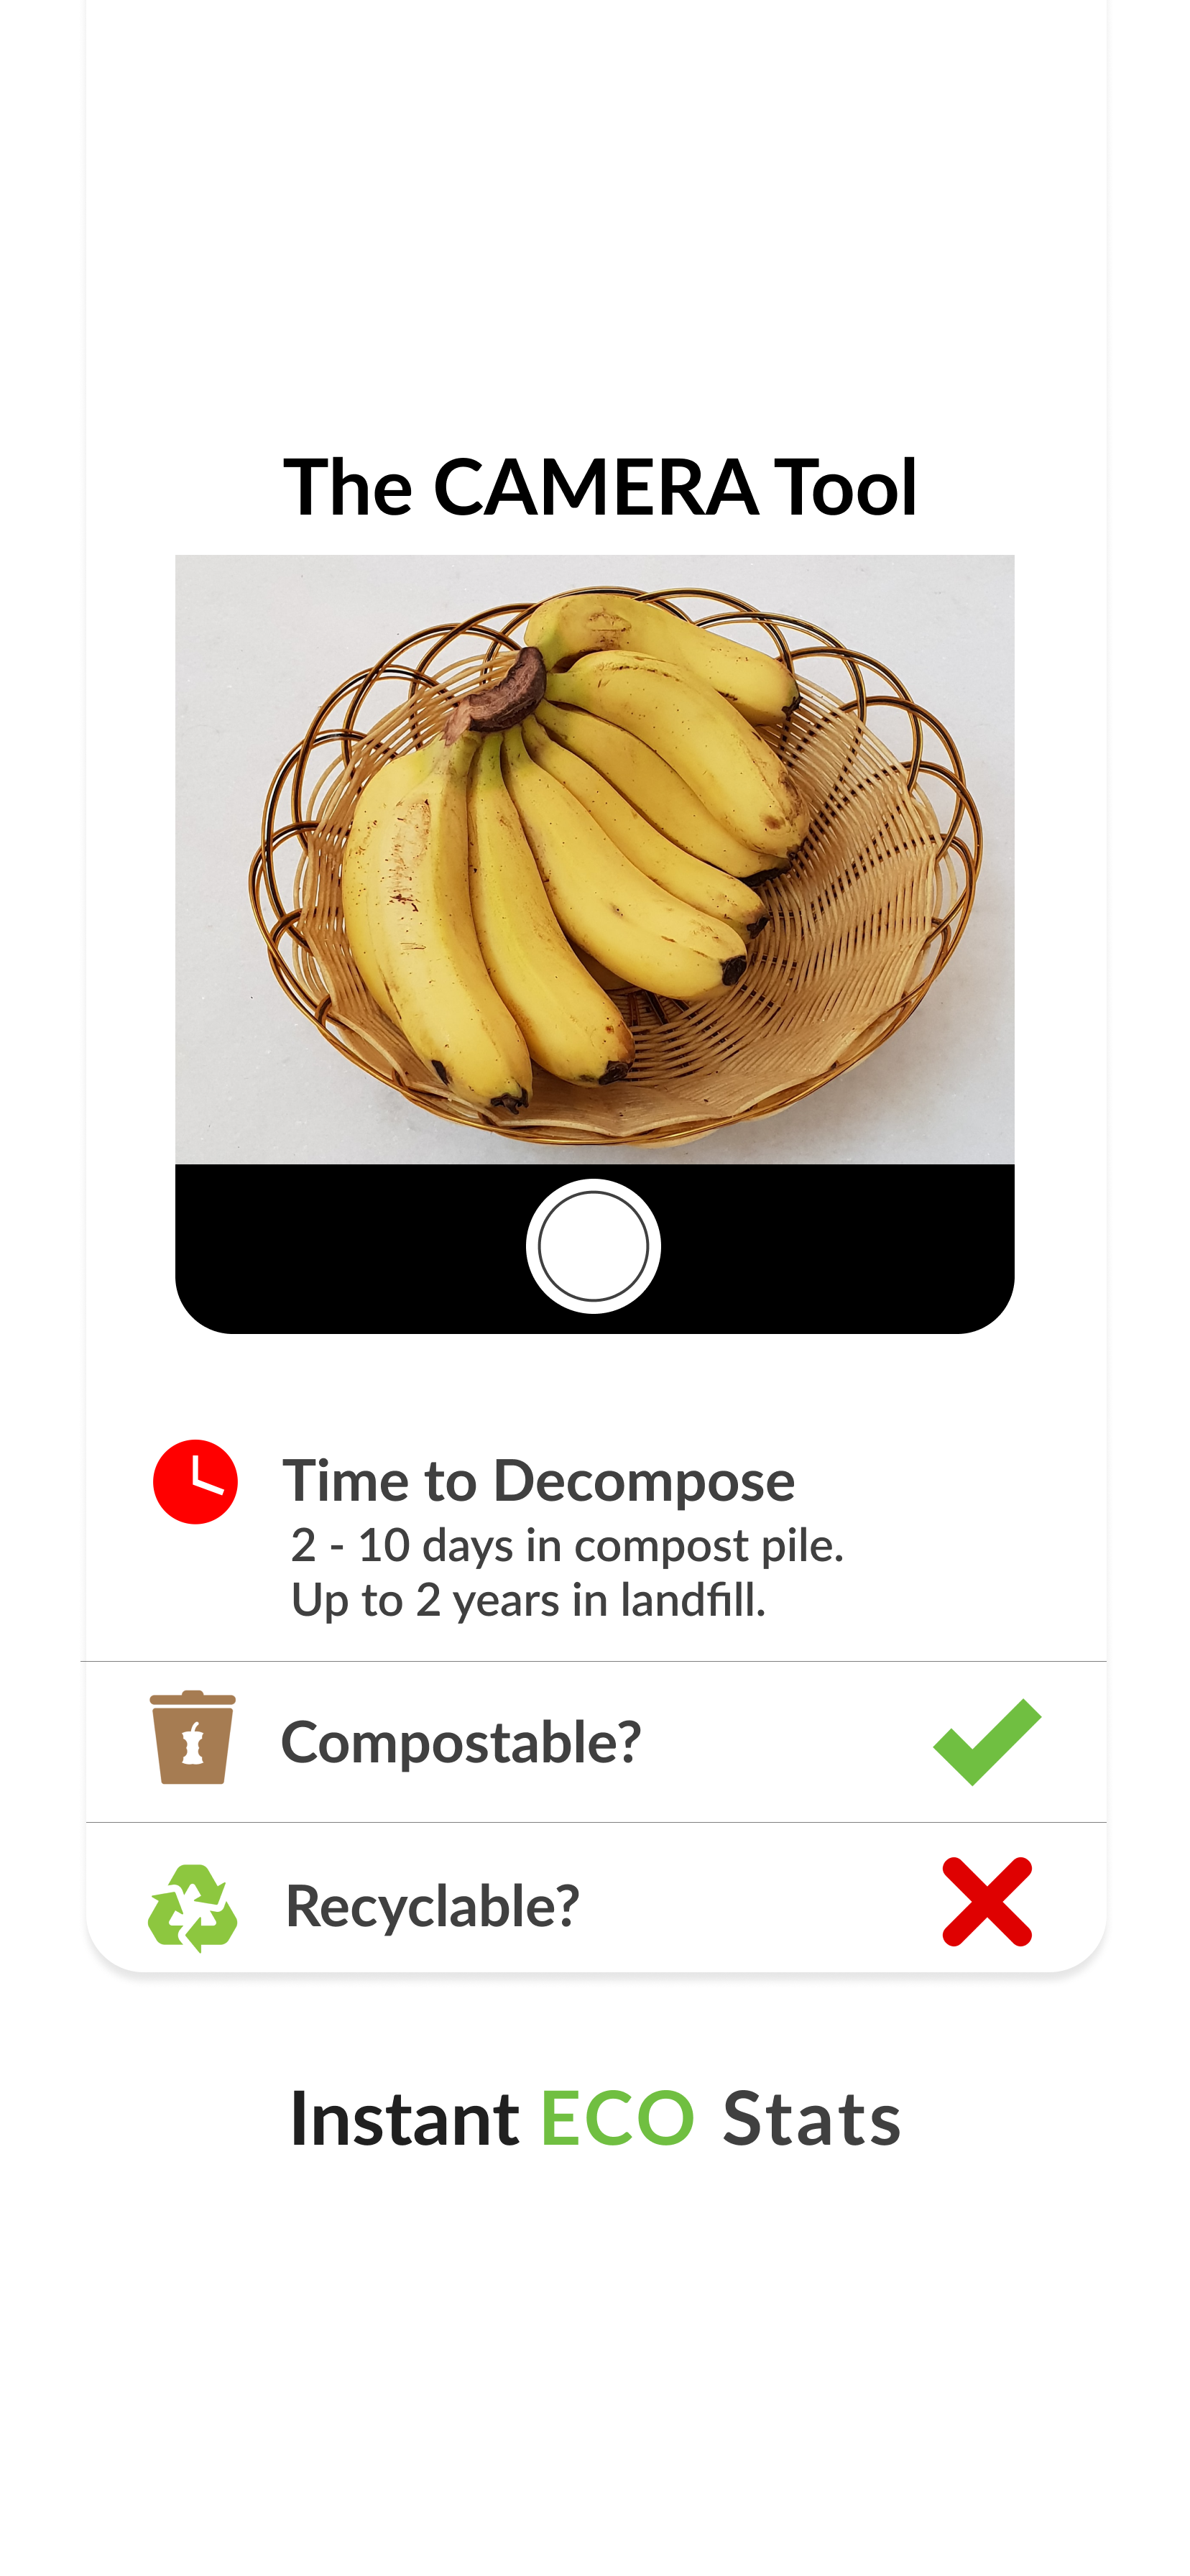 The CAMERA Tool
Time to Decompose
2 - 10 days in compost pile.
Up to 2 years in landfill.
Compostable?
Recyclable?
Instant ECO Stats